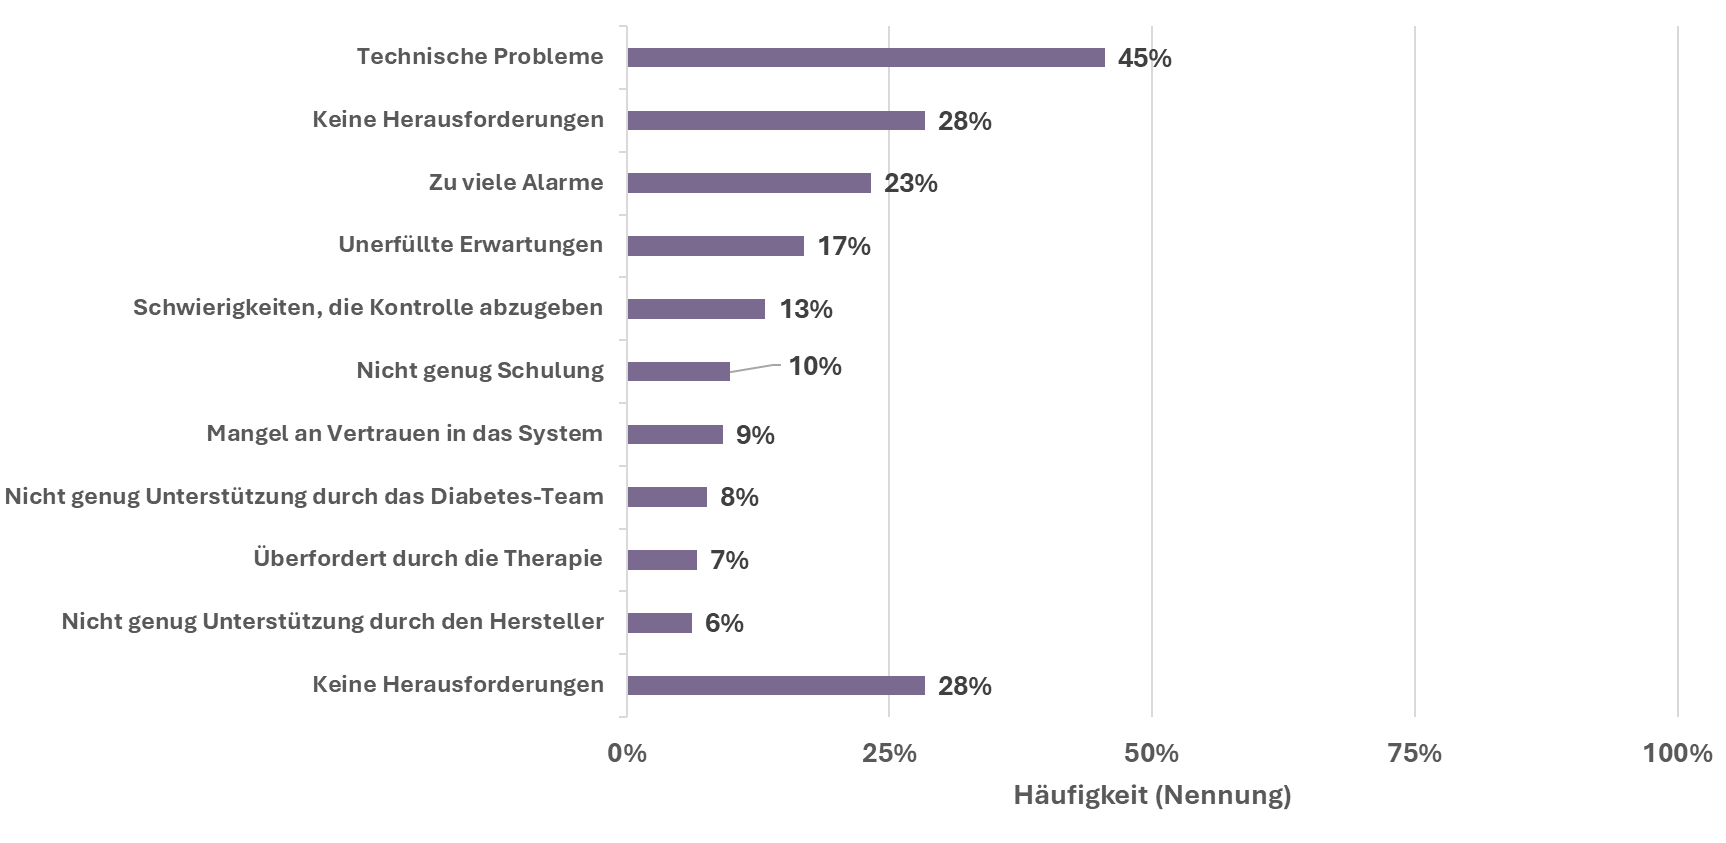 Technische Probleme 45%
Keine Herausforderungen 28%
Zu viele Alarme 23%
Unerfüllte Erwartungen 17%
Schwierigkeiten, die Kontrolle abzugeben 13%
Nicht genug Schulung 10%
Mangel an Vertrauen in das System 9%
Nicht genug Unterstützung durch das Diabetes-Team 8%
Überfordert durch die Therapie 7%
Nicht genug Unterstützung durch den Hersteller 6%
Keine Herausforderungen 28%
0% 25% 50% 75% 100%
Häufigkeit (Nennung)